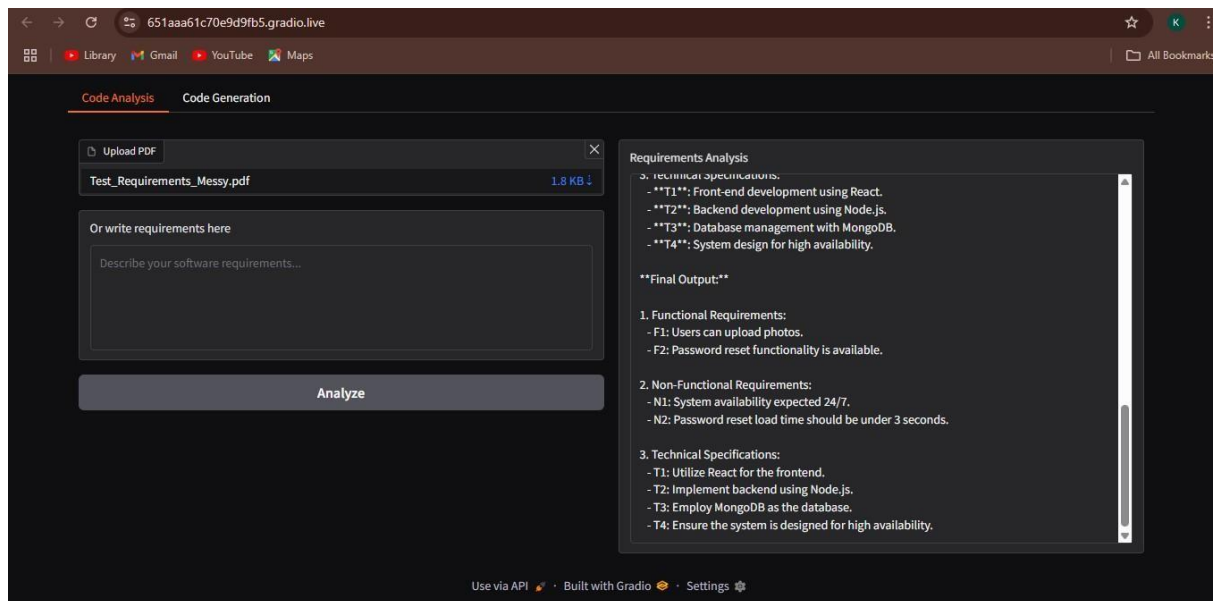 651aaa61c70e9d9fb5.gradio.live
K
Library Gmail YouTube Maps All Bookmarks
Code Analysis Code Generation
Upload PDF
Test_Requirements_Messy.pdf 1.8 KB ↓
Or write requirements here
Describe your software requirements...
Analyze
Requirements Analysis
3. Technical Specifications:
- **T1**: Front-end development using React.
- **T2**: Backend development using Node.js.
- **T3**: Database management with MongoDB.
- **T4**: System design for high availability.
**Final Output:**
1. Functional Requirements:
- F1: Users can upload photos.
- F2: Password reset functionality is available.
2. Non-Functional Requirements:
- N1: System availability expected 24/7.
- N2: Password reset load time should be under 3 seconds.
3. Technical Specifications:
- T1: Utilize React for the frontend.
- T2: Implement backend using Node.js.
- T3: Employ MongoDB as the database.
- T4: Ensure the system is designed for high availability.
Use via API · Built with Gradio · Settings